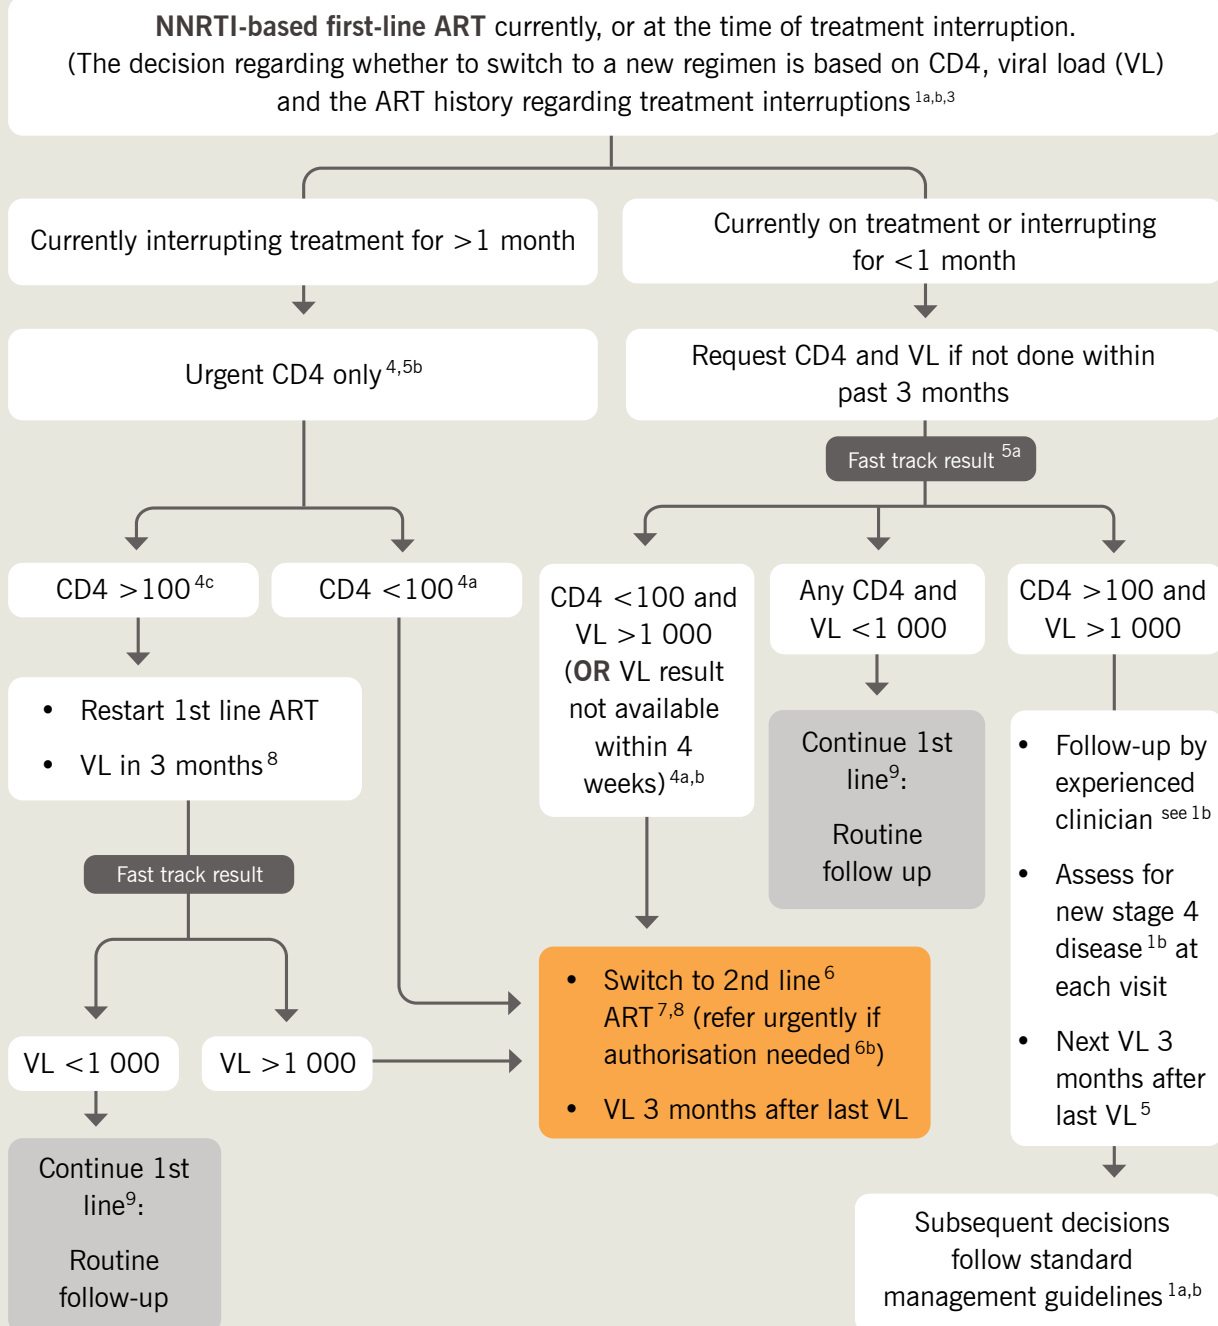 NNRTI-based first-line ART currently, or at the time of treatment interruption.
(The decision regarding whether to switch to a new regimen is based on CD4, viral load (VL)
and the ART history regarding treatment interruptions 1a,b,3
Currently interrupting treatment for >1 month
Currently on treatment or interrupting
for <1 month
Urgent CD4 only 4,5b
Request CD4 and VL if not done within
past 3 months
Fast track result 5a
CD4 >100 4c
CD4 <100 4a
CD4 <100 and
VL >1 000
(OR VL result
not available
within 4
weeks) 4a,b
Any CD4 and
VL <1 000
CD4 >100 and
VL >1 000
• Restart 1st line ART
• VL in 3 months 8
Continue 1st
line9:
Routine
follow up
• Follow-up by
experienced
clinician see 1b
• Assess for
new stage 4
disease 1b at
each visit
• Next VL 3
months after
last VL 5
Fast track result
• Switch to 2nd line 6
ART 7,8 (refer urgently if
authorisation needed 6b)
• VL 3 months after last VL
VL <1 000
VL >1 000
Continue 1st
line9:
Routine
follow-up
Subsequent decisions
follow standard
management guidelines 1a,b